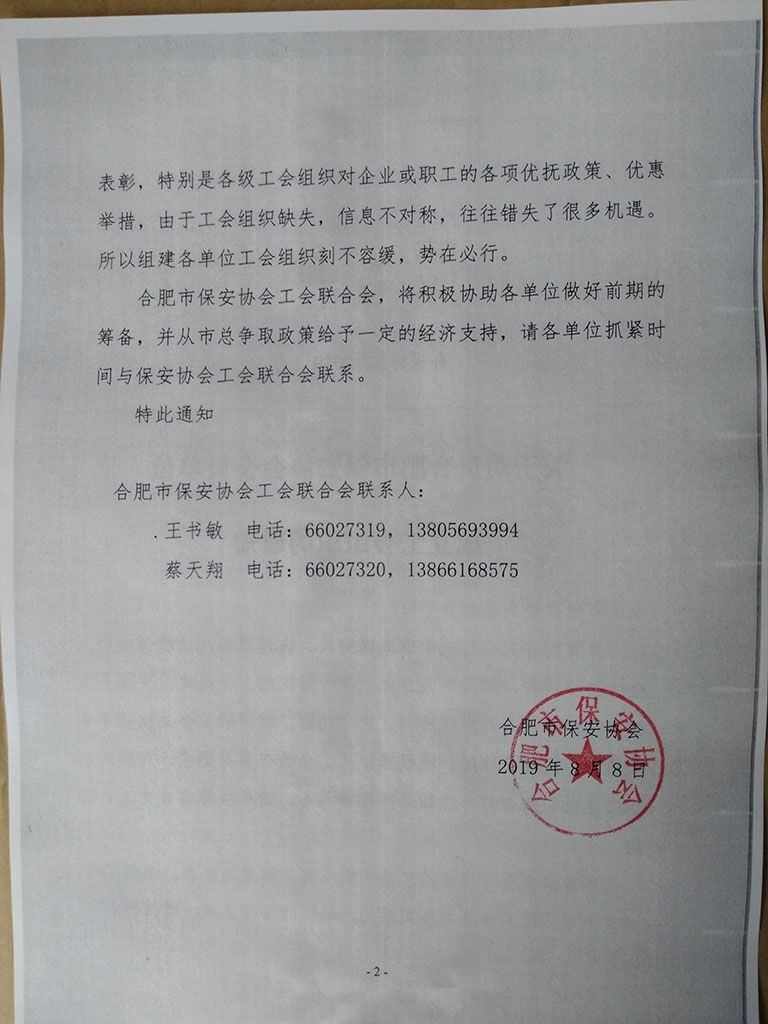 表彰，特别是各级工会组织对企业或职工的各项优抚政策、优惠
举措，由于工会组织缺失，信息不对称，往往错失了很多机遇。
所以组建各单位工会组织刻不容缓，势在必行。
合肥市保安协会工会联合会，将积极协助各单位做好前期的
筹备，并从市总争取政策给予一定的经济支持，请各单位抓紧时
间与保安协会工会联合会联系。
特此通知
合肥市保安协会工会联合会联系人：
王书敏 电话：66027319，13805693994
蔡天翔 电话：66027320，13866168575
合肥市保安协会
2019 年 8 月 8 日
合肥市保安协会
- 2 -